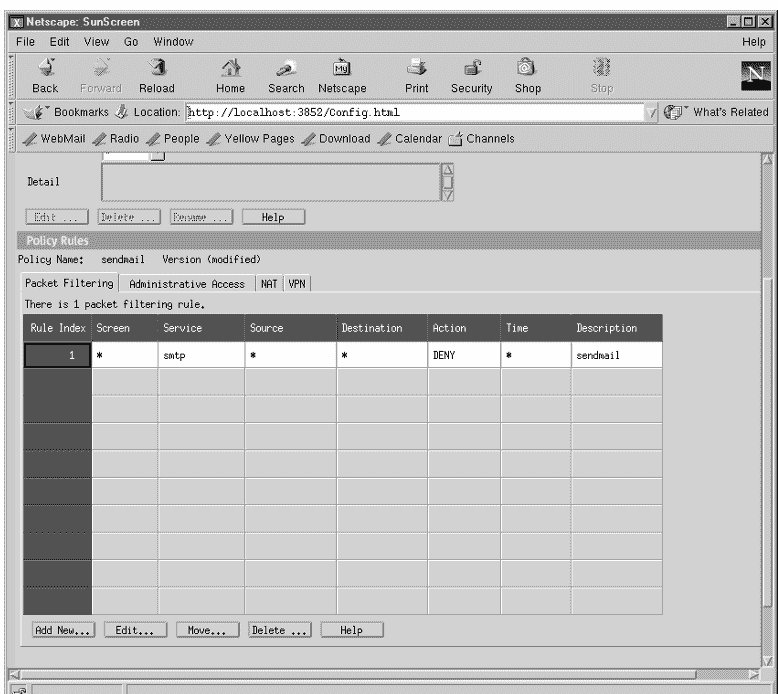 Netscape: SunScreen
File Edit View Go Window Help
Back Forward Reload Home Search Netscape Print Security Shop Stop
My
N
Bookmarks Location: http://localhost:3852/Config.html What's Related
WebMail Radio People Yellow Pages Download Calendar Channels
Detail
Edit ... Delete ... Rename ... Help
Policy Rules
Policy Name: sendmail Version (modified)
Packet Filtering Administrative Access NAT VPN
There is 1 packet filtering rule.
Rule Index Screen Service Source Destination Action Time Description
1 * smtp * * DENY * sendmail
Add New... Edit... Move... Delete ... Help